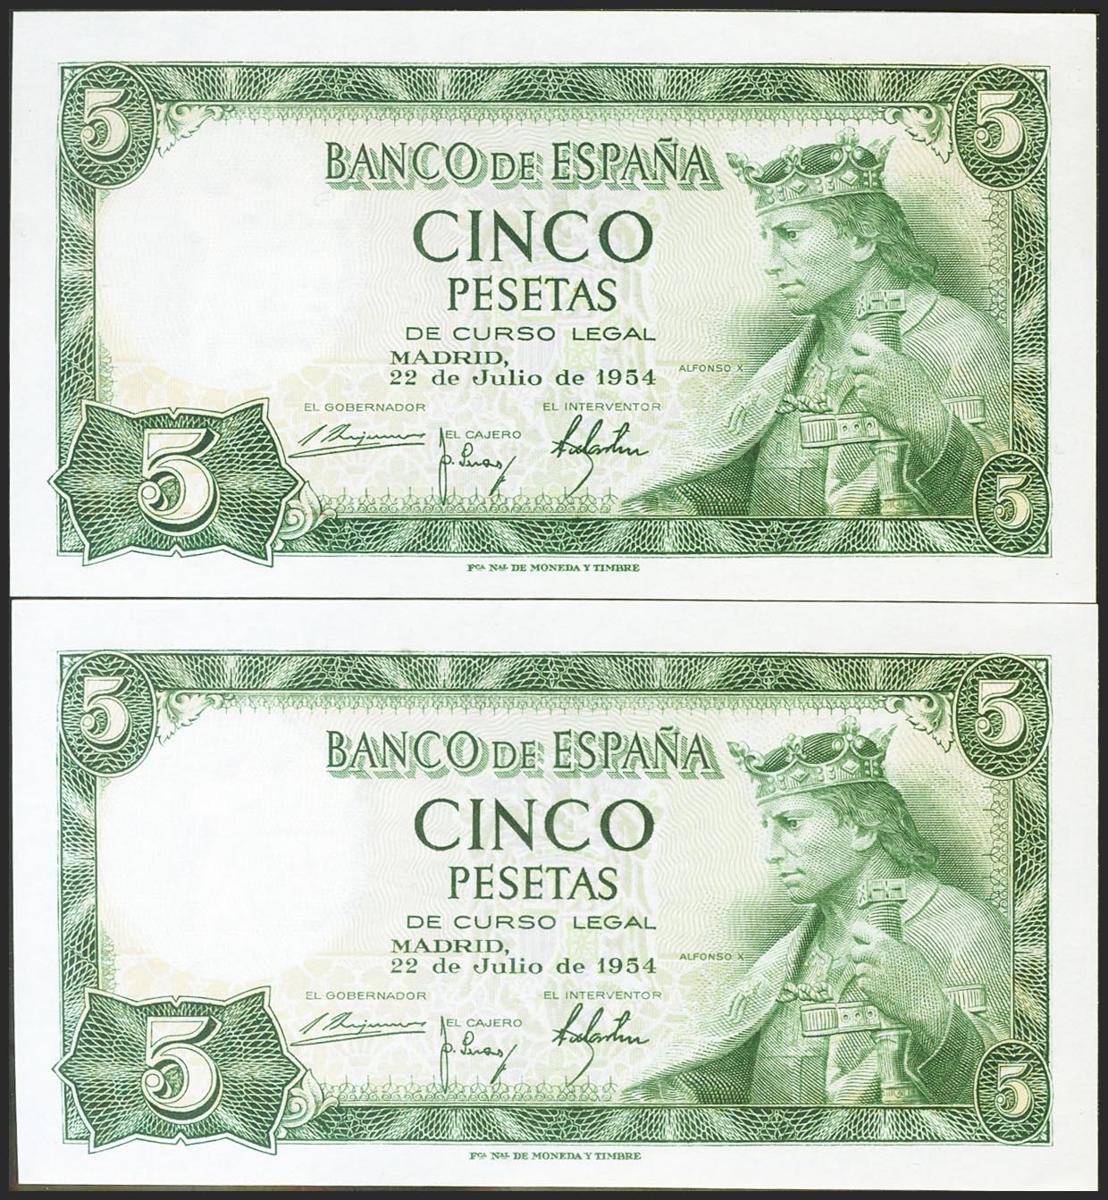 5 5
BANCO DE ESPAÑA
CINCO
PESETAS
DE CURSO LEGAL
MADRID,
22 de Julio de 1954
ALFONSO X
EL GOBERNADOR EL INTERVENTOR
EL CAJERO
5 5
FCA NAL DE MONEDA Y TIMBRE
5 5
BANCO DE ESPAÑA
CINCO
PESETAS
DE CURSO LEGAL
MADRID,
22 de Julio de 1954
ALFONSO X
EL GOBERNADOR EL INTERVENTOR
EL CAJERO
5 5
FCA NAL DE MONEDA Y TIMBRE